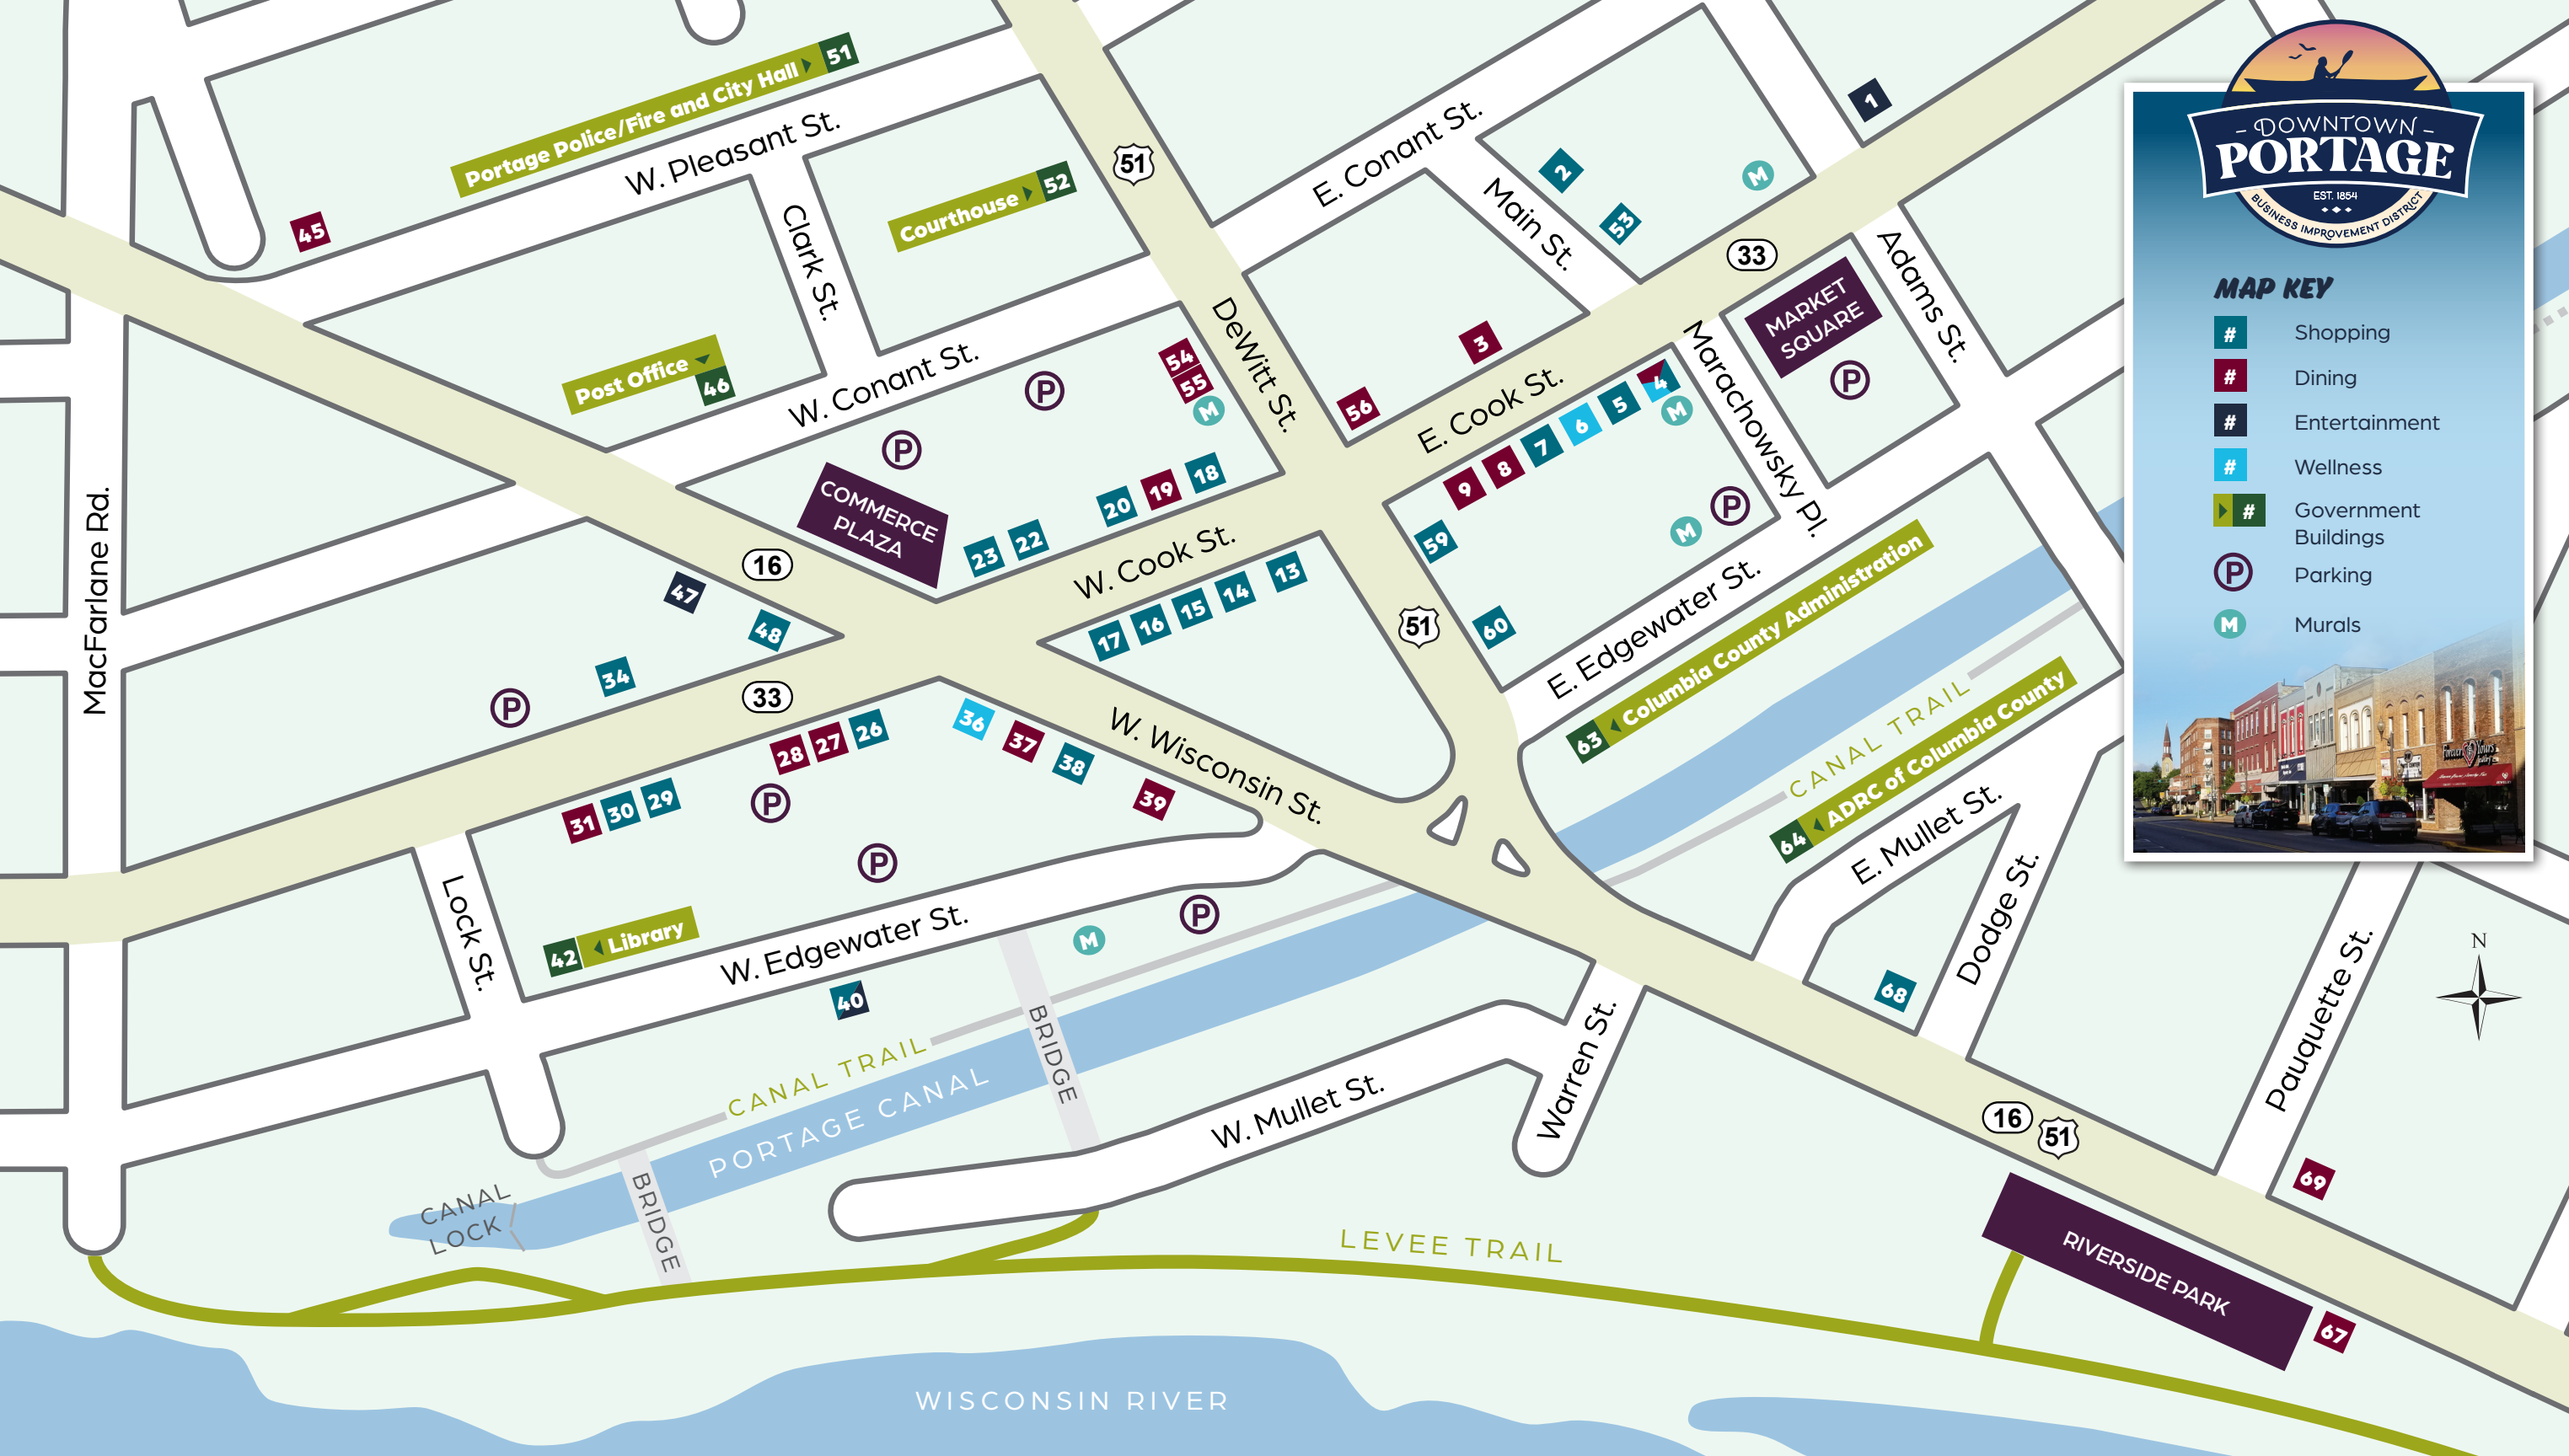 Portage Police/Fire and City Hall 51
W. Pleasant St.
45
Courthouse 52
Clark St.
51
E. Conant St.
Main St.
2
53
M
1
33
Adams St.
MARKET
SQUARE
P
Marachowsky Pl.
Post Office
46
W. Conant St.
P
P
54
55
M
DeWitt St.
3
56
E. Cook St.
4
M
5
6
7
8
9
59
60
M
P
COMMERCE
PLAZA
18
19
20
22
23
W. Cook St.
13
14
15
16
17
51
16
47
48
34
P
33
MacFarlane Rd.
E. Edgewater St.
63 Columbia County Administration
CANAL TRAIL
64 ADRC of Columbia County
E. Mullet St.
Dodge St.
68
W. Wisconsin St.
36
37
38
39
26
27
28
29
30
31
P
P
P
M
Lock St.
42 Library
W. Edgewater St.
40
BRIDGE
CANAL TRAIL
PORTAGE CANAL
CANAL
LOCK
BRIDGE
W. Mullet St.
Warren St.
Pauquette St.
16
51
69
RIVERSIDE PARK
67
LEVEE TRAIL
WISCONSIN RIVER
N
DOWNTOWN
PORTAGE
EST. 1854
BUSINESS IMPROVEMENT DISTRICT
MAP KEY
# Shopping
# Dining
# Entertainment
# Wellness
# Government
Buildings
P Parking
M Murals
Forever Yours